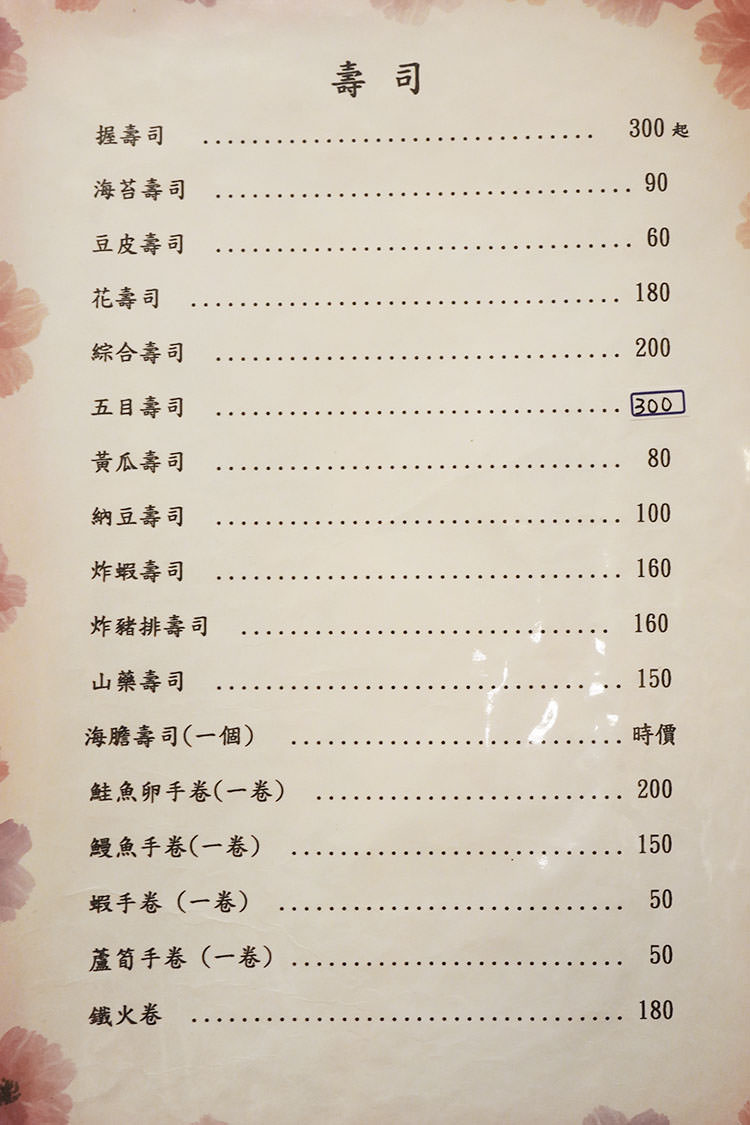 壽 司
握壽司 ................................ 300 起
海苔壽司 .................................. 90
豆皮壽司 .................................. 60
花壽司 ................................... 180
綜合壽司 ................................. 200
五目壽司 ................................. 300
黃瓜壽司 ................................. 80
納豆壽司 ................................. 100
炸蝦壽司 ................................. 160
炸豬排壽司 .............................. 160
山藥壽司 ................................. 150
海膽壽司(一個) ........................... 時價
鮭魚卵手卷(一卷) ......................... 200
鰻魚手卷(一卷) ........................... 150
蝦手卷 (一卷) ............................ 50
蘆筍手卷 (一卷) ........................... 50
鐵火卷 ................................... 180